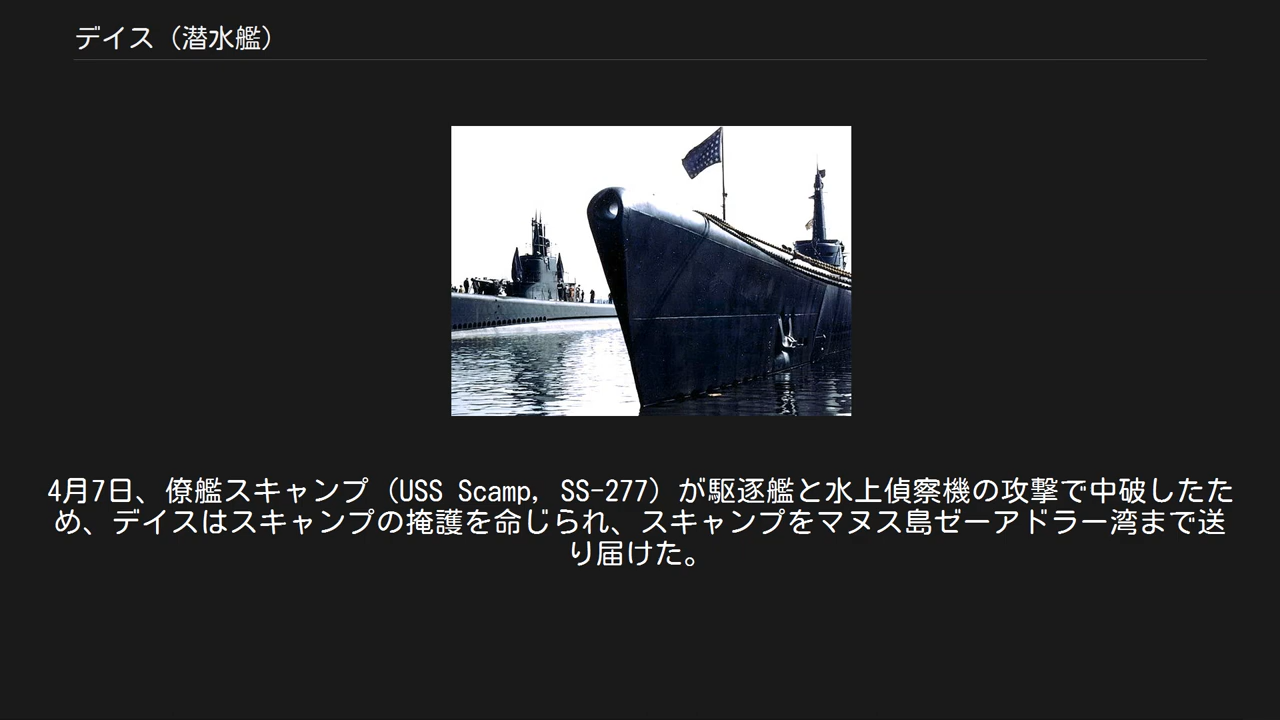 デイス（潜水艦）
4月7日、僚艦スキャンプ（USS Scamp, SS-277）が駆逐艦と水上偵察機の攻撃で中破したた
め、デイスはスキャンプの掩護を命じられ、スキャンプをマヌス島ゼーアドラー湾まで送
り届けた。